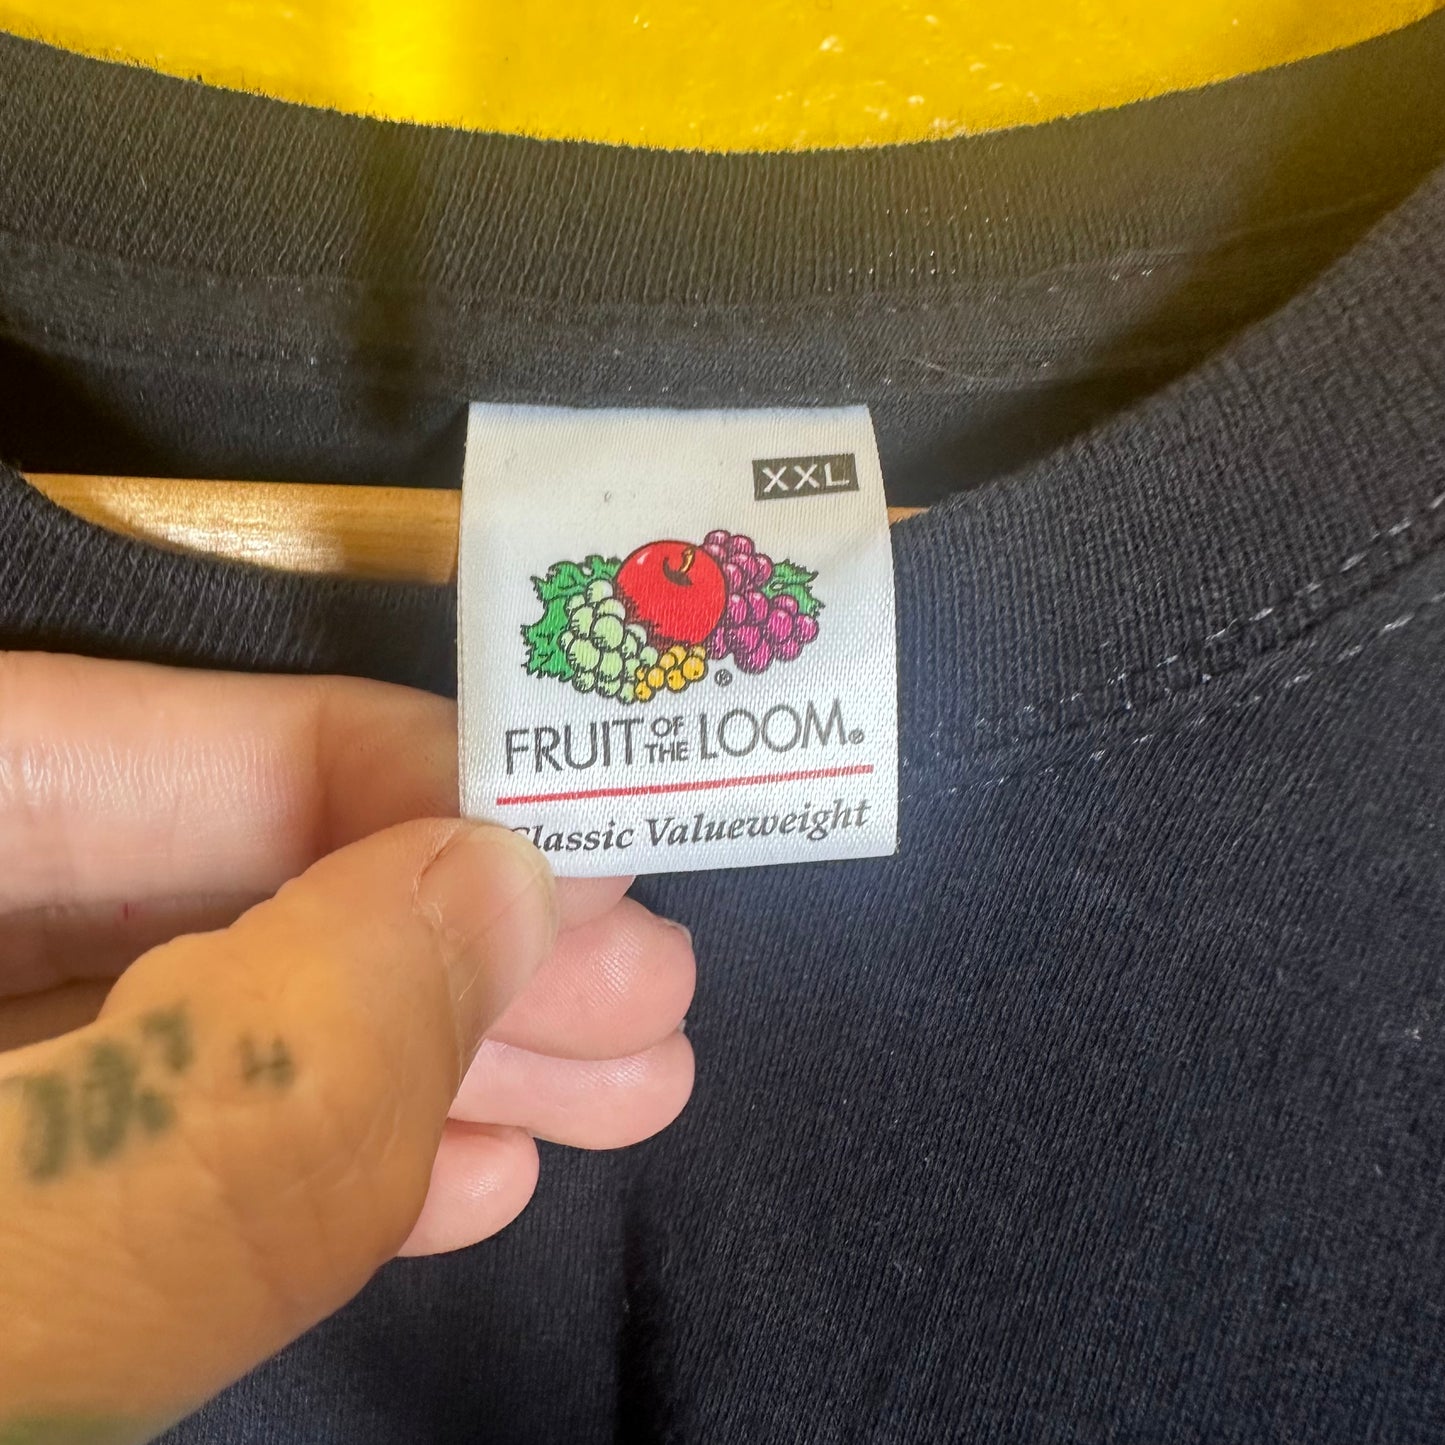 XXL
®
FRUIT OF THE LOOM®
Classic Valueweight